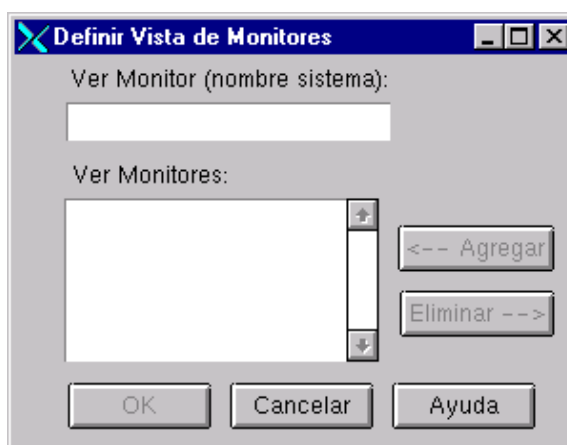 Definir Vista de Monitores
Ver Monitor (nombre sistema):
Ver Monitores:
<-- Agregar
Eliminar -->
OK Cancelar Ayuda